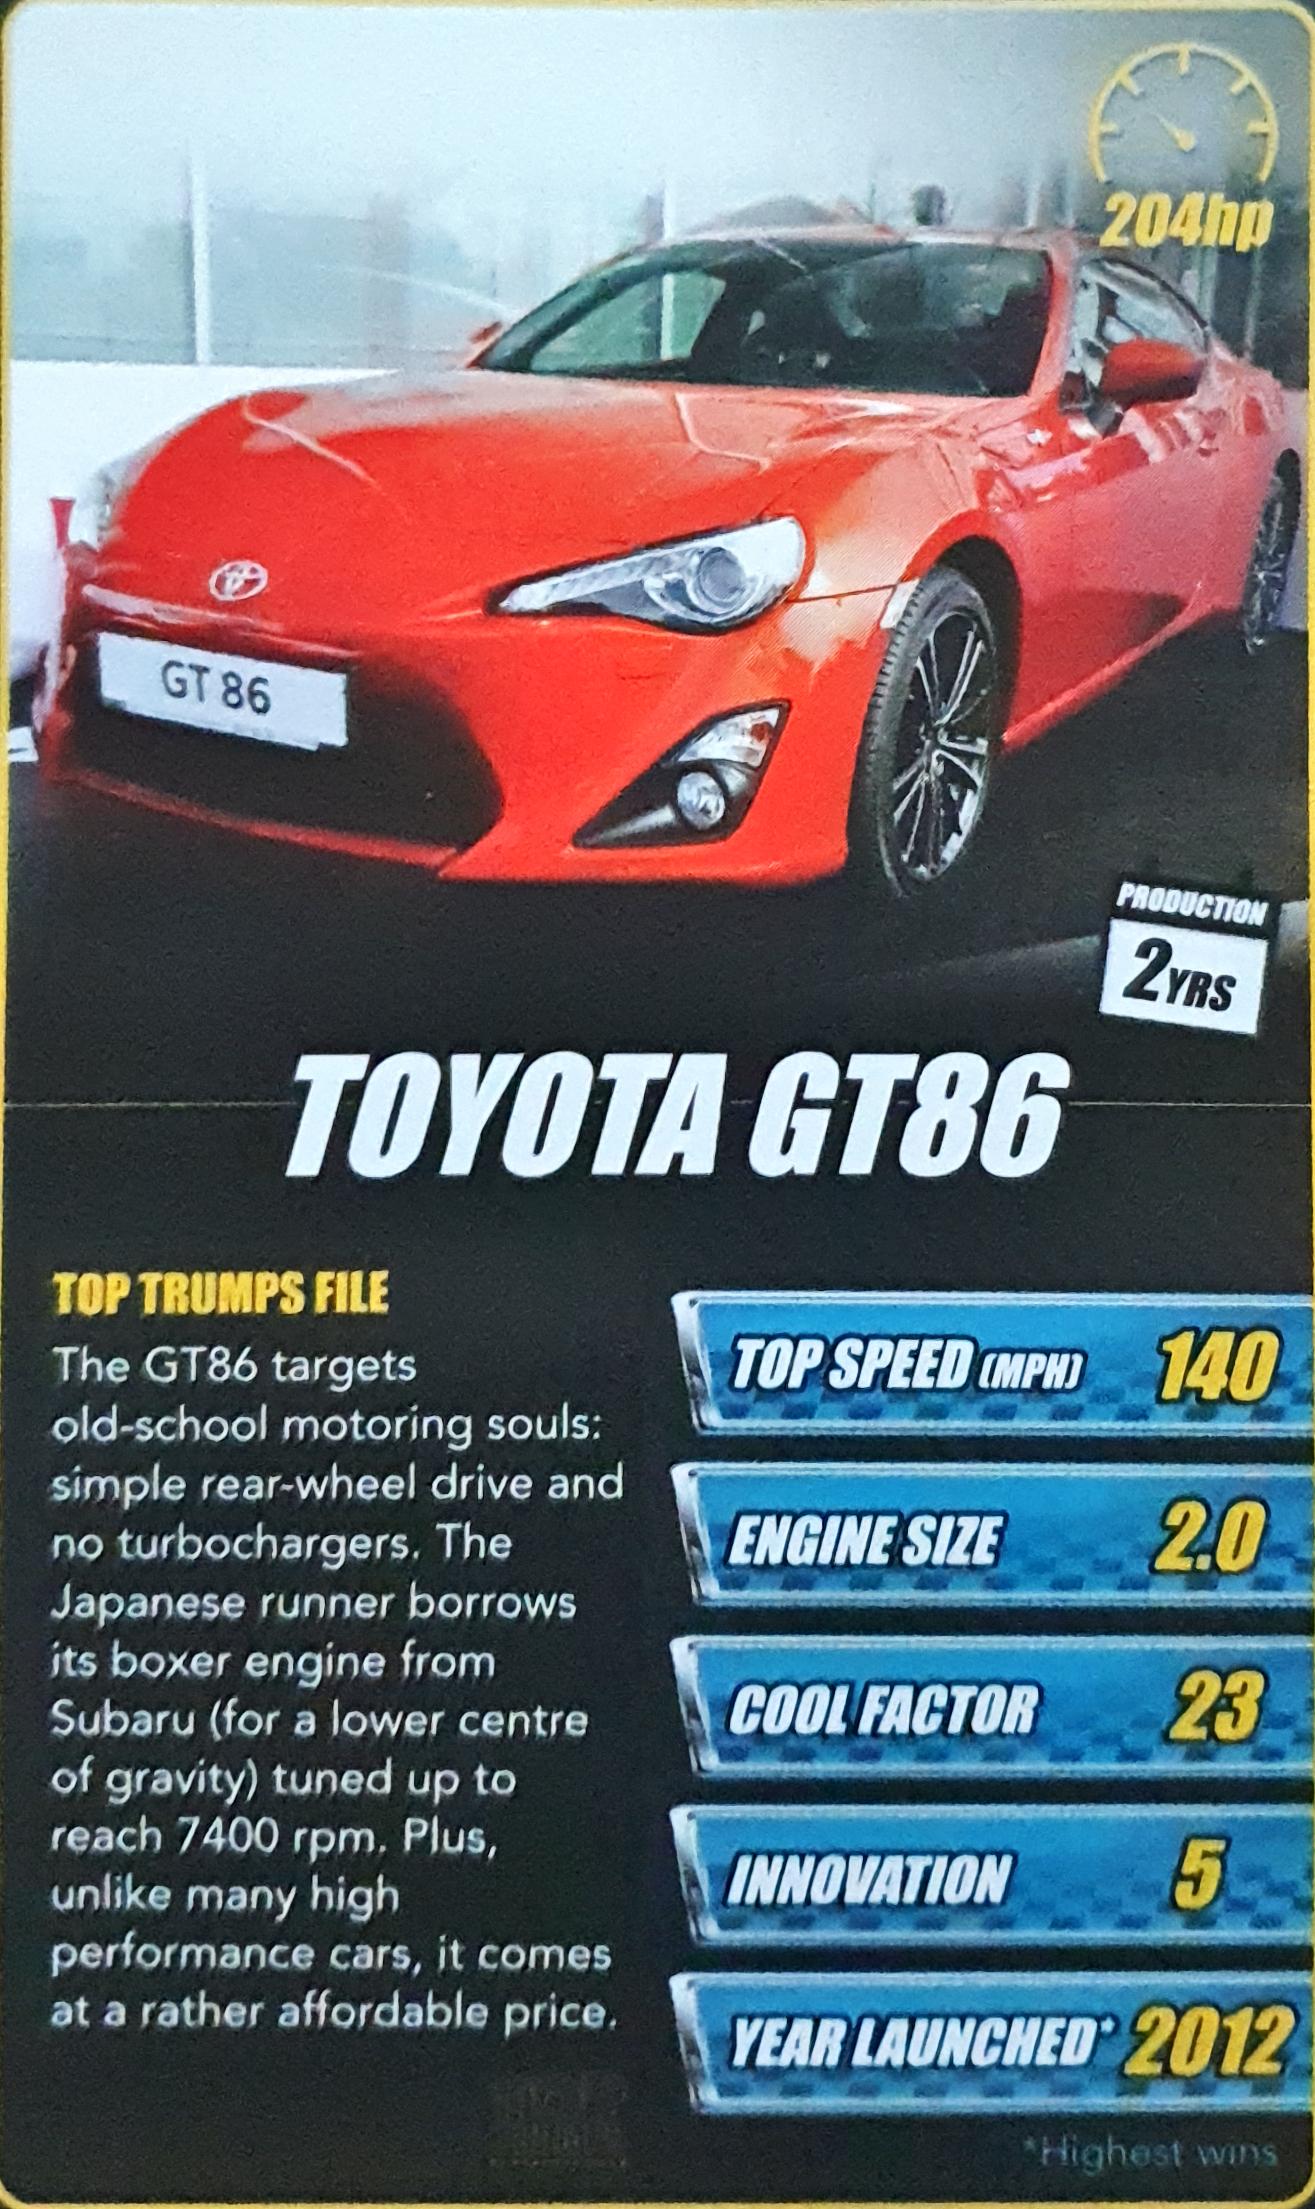 204hp
GT 86
PRODUCTION
2YRS
TOYOTA GT86
TOP TRUMPS FILE
The GT86 targets
old-school motoring souls:
simple rear-wheel drive and
no turbochargers. The
Japanese runner borrows
its boxer engine from
Subaru (for a lower centre
of gravity) tuned up to
reach 7400 rpm. Plus,
unlike many high
performance cars, it comes
at a rather affordable price.
TOP SPEED (MPH) 140
ENGINE SIZE 2.0
COOL FACTOR 23
INNOVATION 5
YEAR LAUNCHED* 2012
*Highest wins